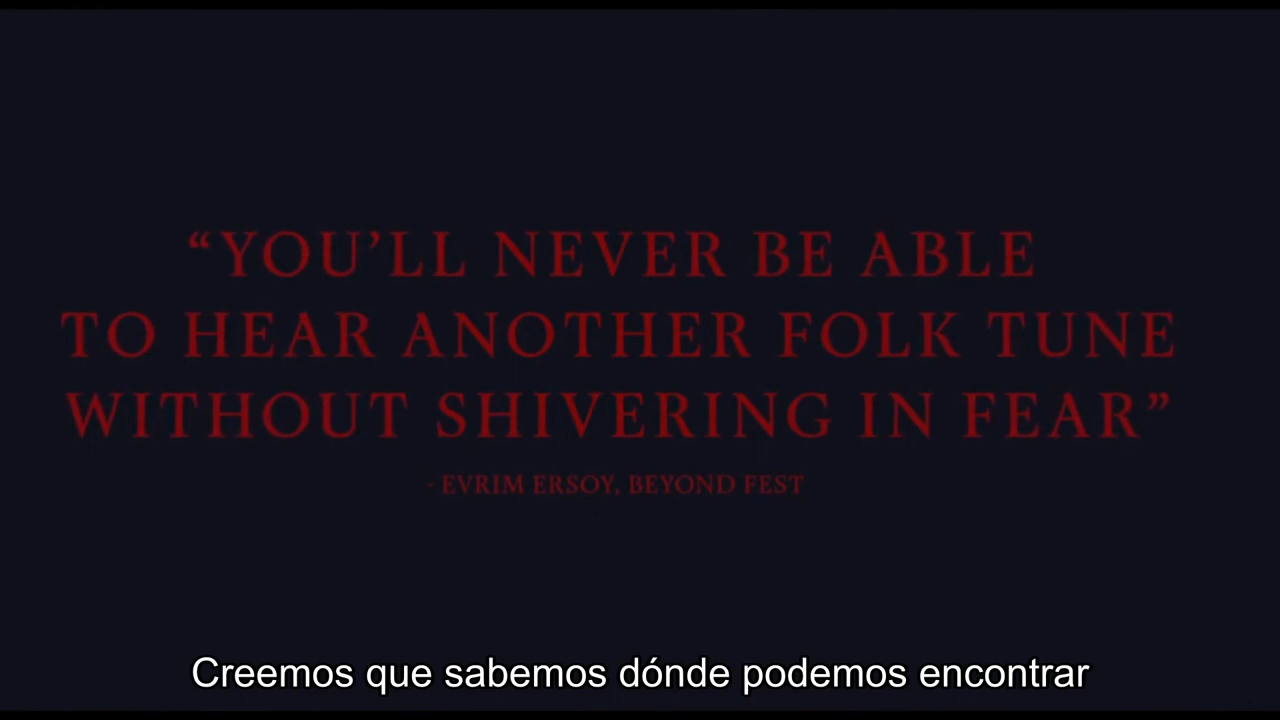 “YOU’LL NEVER BE ABLE
TO HEAR ANOTHER FOLK TUNE
WITHOUT SHIVERING IN FEAR”
- EVRIM ERSOY, BEYOND FEST
Creemos que sabemos dónde podemos encontrar